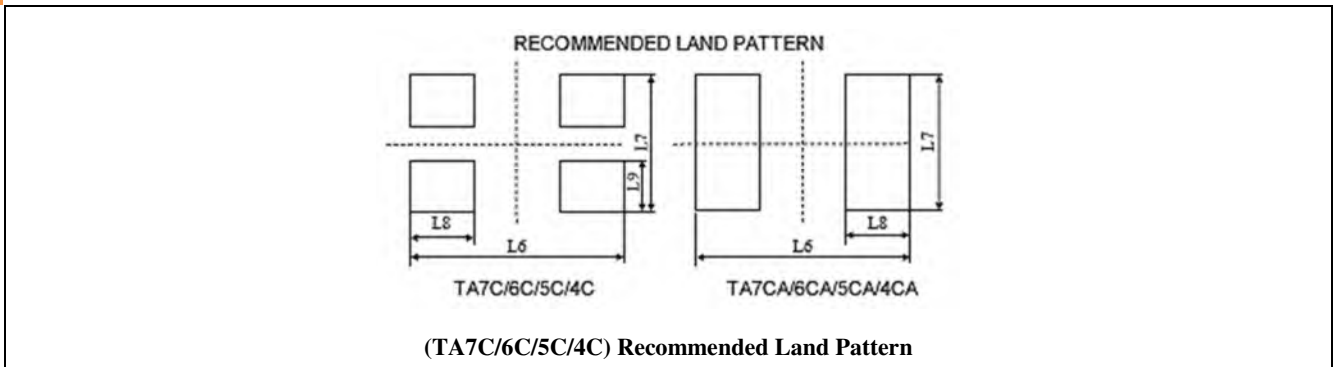 RECOMMENDED LAND PATTERN
L7
L9
L8
L6
L7
L8
L6
TA7C/6C/5C/4C
TA7CA/6CA/5CA/4CA
(TA7C/6C/5C/4C) Recommended Land Pattern